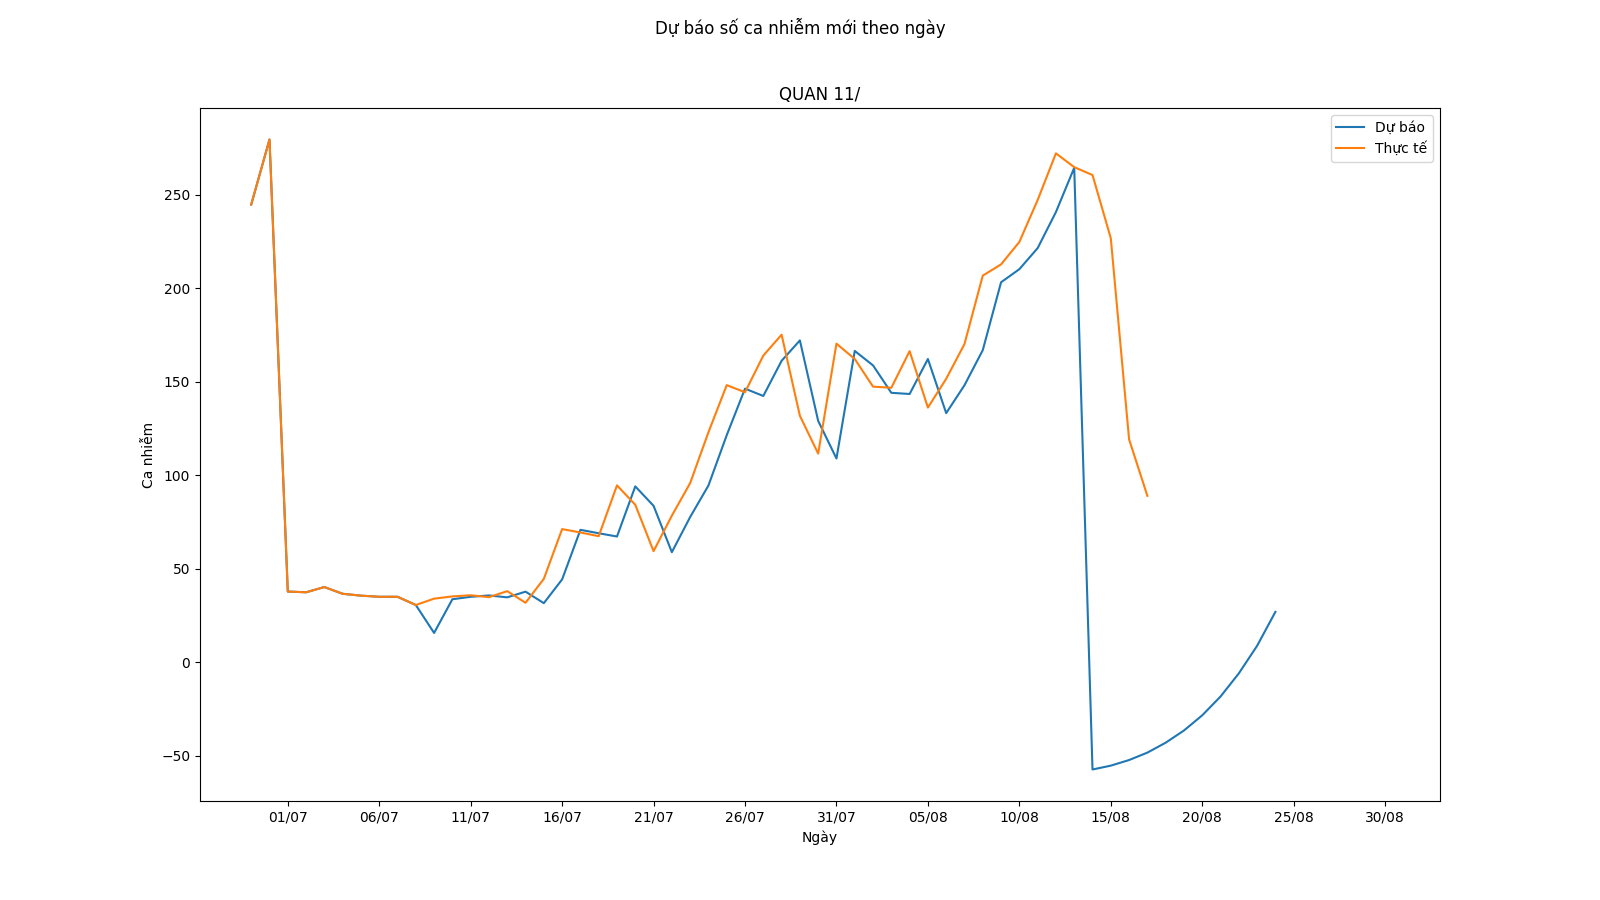 Dự báo số ca nhiễm mới theo ngày
QUAN 11/
Dự báo
Thực tế
Ca nhiễm
250
200
150
100
50
0
−50
01/07 06/07 11/07 16/07 21/07 26/07 31/07 05/08 10/08 15/08 20/08 25/08 30/08
Ngày